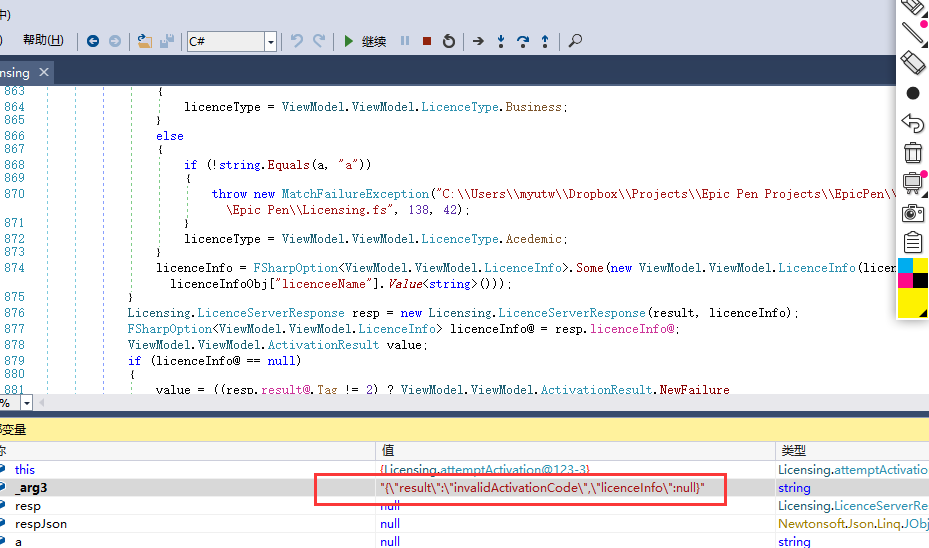 中)
) 帮助(H) C# 继续
nsing ×
863 {
864 licenceType = ViewModel.ViewModel.LicenceType.Business;
865 }
866 else
867 {
868 if (!string.Equals(a, "a"))
869 {
870 throw new MatchFailureException("C:\\Users\\myutw\\Dropbox\\Projects\\Epic Pen Projects\\EpicPen\\
\Epic Pen\\Licensing.fs", 138, 42);
871 }
872 licenceType = ViewModel.ViewModel.LicenceType.Acedemic;
873 }
874 licenceInfo = FSharpOption<ViewModel.ViewModel.LicenceInfo>.Some(new ViewModel.ViewModel.LicenceInfo(licen
licenceInfoObj["licenceeName"].Value<string>()));
875 }
876 Licensing.LicenceServerResponse resp = new Licensing.LicenceServerResponse(result, licenceInfo);
877 FSharpOption<ViewModel.ViewModel.LicenceInfo> licenceInfo@ = resp.licenceInfo@;
878 ViewModel.ViewModel.ActivationResult value;
879 if (licenceInfo@ == null)
880 {
881 value = ((resp.result@.Tag != 2) ? ViewModel.ViewModel.ActivationResult.NewFailure
%
变量
值 类型
this {Licensing.attemptActivation@123-3} Licensing.attemptActivatio
_arg3 "{\"result\":\"invalidActivationCode\",\"licenceInfo\":null}" string
resp null Licensing.LicenceServerRe
respJson null Newtonsoft.Json.Linq.JObj
a null string